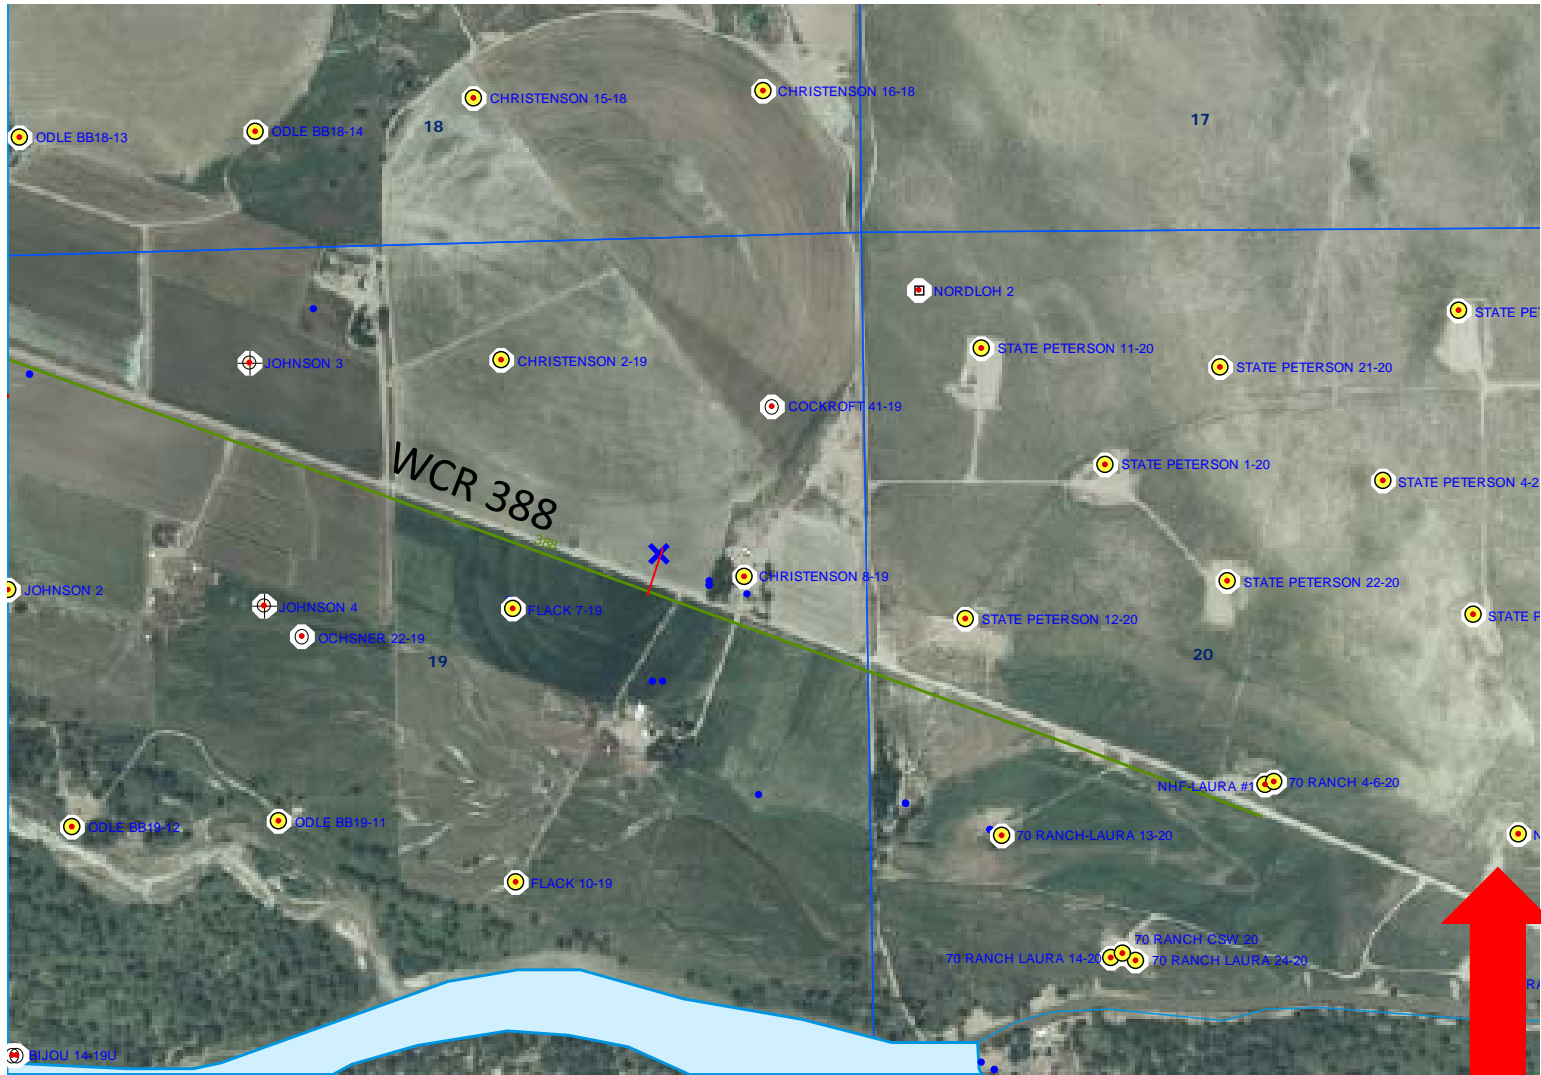 CHRISTENSON 15-18
CHRISTENSON 16-18
18
17
ODLE BB18-13
ODLE BB18-14
NORDLOH 2
STATE PET
STATE PETERSON 11-20
JOHNSON 3
CHRISTENSON 2-19
STATE PETERSON 21-20
COCKROFT 41-19
WCR 388
388
STATE PETERSON 1-20
STATE PETERSON 4-2
CHRISTENSON 8-19
STATE PETERSON 22-20
JOHNSON 2
JOHNSON 4
FLACK 7-19
STATE PETERSON 12-20
STATE P
OCHSNER 22-19
19
20
NHF-LAURA #1
70 RANCH 4-6-20
ODLE BB19-12
ODLE BB19-11
70 RANCH-LAURA 13-20
N
FLACK 10-19
70 RANCH CSW 20
70 RANCH LAURA 14-20
70 RANCH LAURA 24-20
RA
BIJOU 14-19U